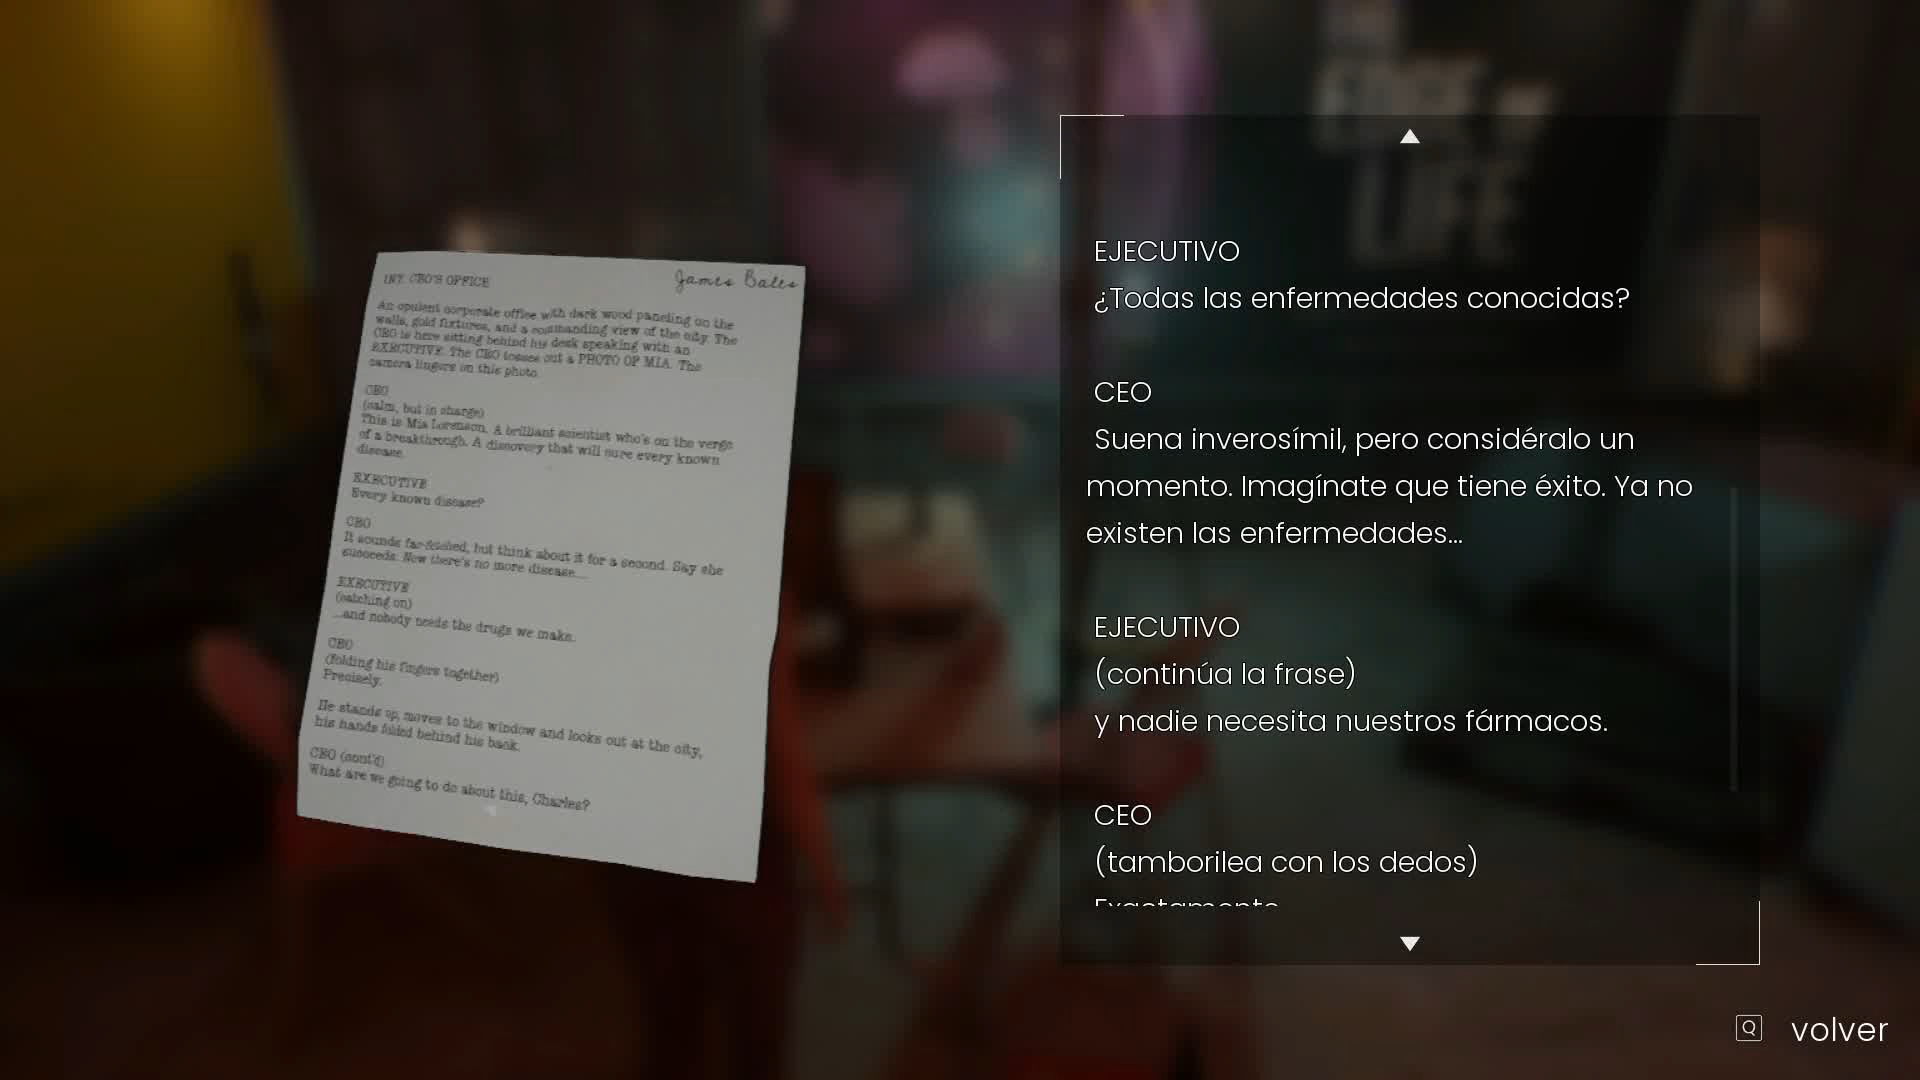 INT. CEO'S OFFICE
James Bales
An opulent corporate office with dark wood paneling on the
walls, gold fixtures, and a commanding view of the city. The
CEO is here sitting behind his desk speaking with an
EXECUTIVE. The CEO tosses out a PHOTO OF MIA. The
camera lingers on this photo.
CEO
(calm, but in charge)
This is Mia Lorenson. A brilliant scientist who's on the verge
of a breakthrough. A discovery that will cure every known
disease.
EXECUTIVE
Every known disease?
CEO
It sounds far-fetched, but think about it for a second. Say she
succeeds. Now there's no more disease...
EXECUTIVE
(catching on)
...and nobody needs the drugs we make.
CEO
(folding his fingers together)
Precisely.
He stands up, moves to the window and looks out at the city,
his hands folded behind his back.
CEO (cont'd)
What are we going to do about this, Charles?
EDGE OF
LIFE
EJECUTIVO
¿Todas las enfermedades conocidas?
CEO
Suena inverosímil, pero considéralo un
momento. Imagínate que tiene éxito. Ya no
existen las enfermedades...
EJECUTIVO
(continúa la frase)
y nadie necesita nuestros fármacos.
CEO
(tamborilea con los dedos)
Exactamente
Q volver